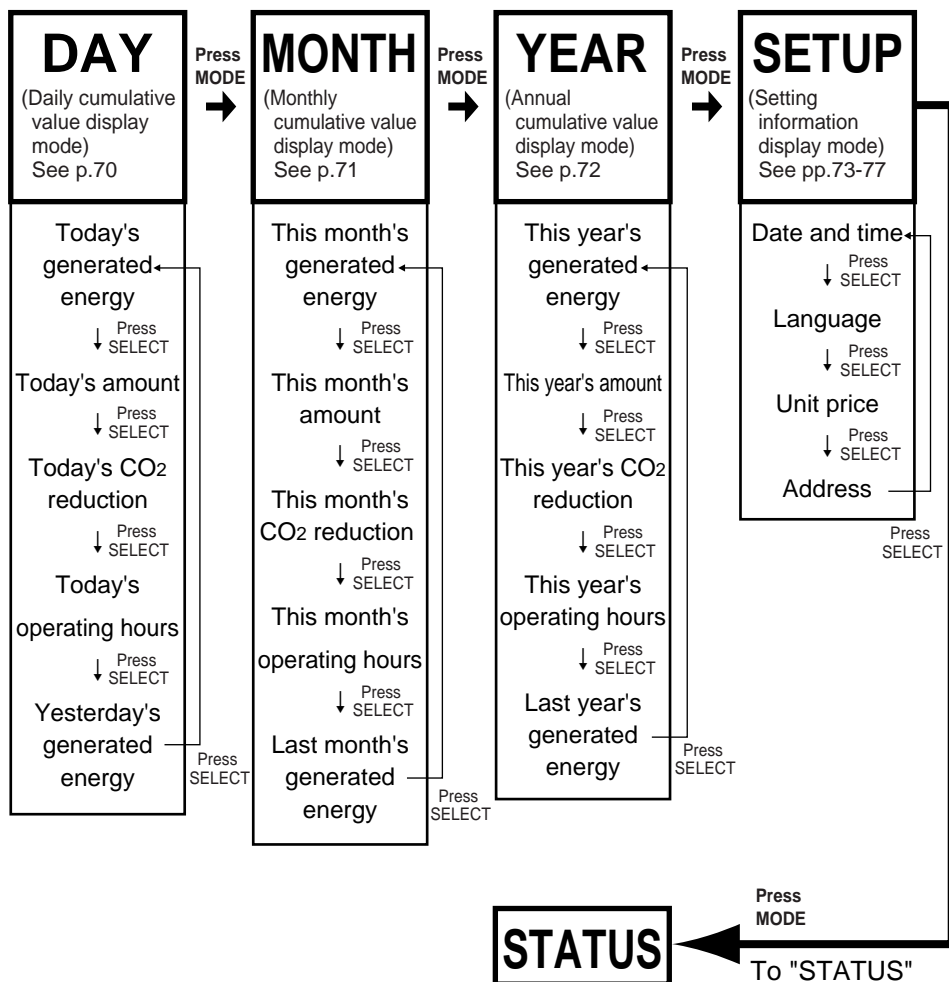 DAY
(Daily cumulative
value display
mode)
See p.70
Press
MODE
MONTH
(Monthly
cumulative value
display mode)
See p.71
Press
MODE
YEAR
(Annual
cumulative value
display mode)
See p.72
Press
MODE
SETUP
(Setting
information
display mode)
See pp.73-77
Today's
generated
energy
Press
SELECT
Today's amount
Press
SELECT
Today's CO2
reduction
Press
SELECT
Today's
operating hours
Press
SELECT
Yesterday's
generated
energy
Press
SELECT
This month's
generated
energy
Press
SELECT
This month's
amount
Press
SELECT
This month's
CO2 reduction
Press
SELECT
This month's
operating hours
Press
SELECT
Last month's
generated
energy
Press
SELECT
This year's
generated
energy
Press
SELECT
This year's amount
Press
SELECT
This year's CO2
reduction
Press
SELECT
This year's
operating hours
Press
SELECT
Last year's
generated
energy
Press
SELECT
Date and time
Press
SELECT
Language
Press
SELECT
Unit price
Press
SELECT
Address
Press
SELECT
Press
MODE
STATUS
To "STATUS"